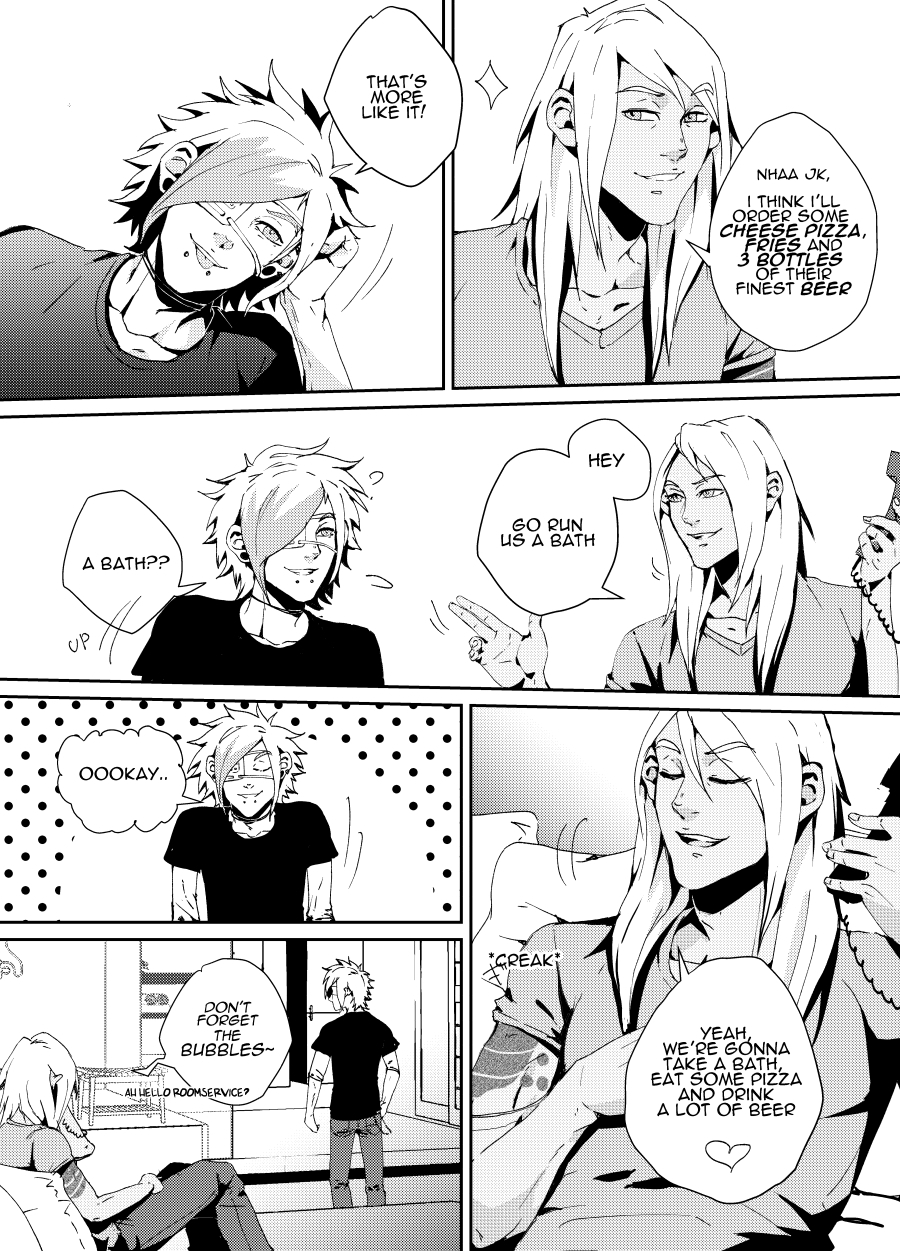 THAT'S
MORE
LIKE IT!
NHAA JK,
I THINK I'LL
ORDER SOME
CHEESE PIZZA,
FRIES AND
3 BOTTLES
OF THEIR
FINEST BEER
HEY
GO RUN
US A BATH
A BATH??
UP
OOOKAY..
*CREAK*
YEAH,
WE'RE GONNA
TAKE A BATH,
EAT SOME PIZZA
AND DRINK
A LOT OF BEER
DON'T
FORGET
THE
BUBBLES~
AH HELLO ROOMSERVICE?